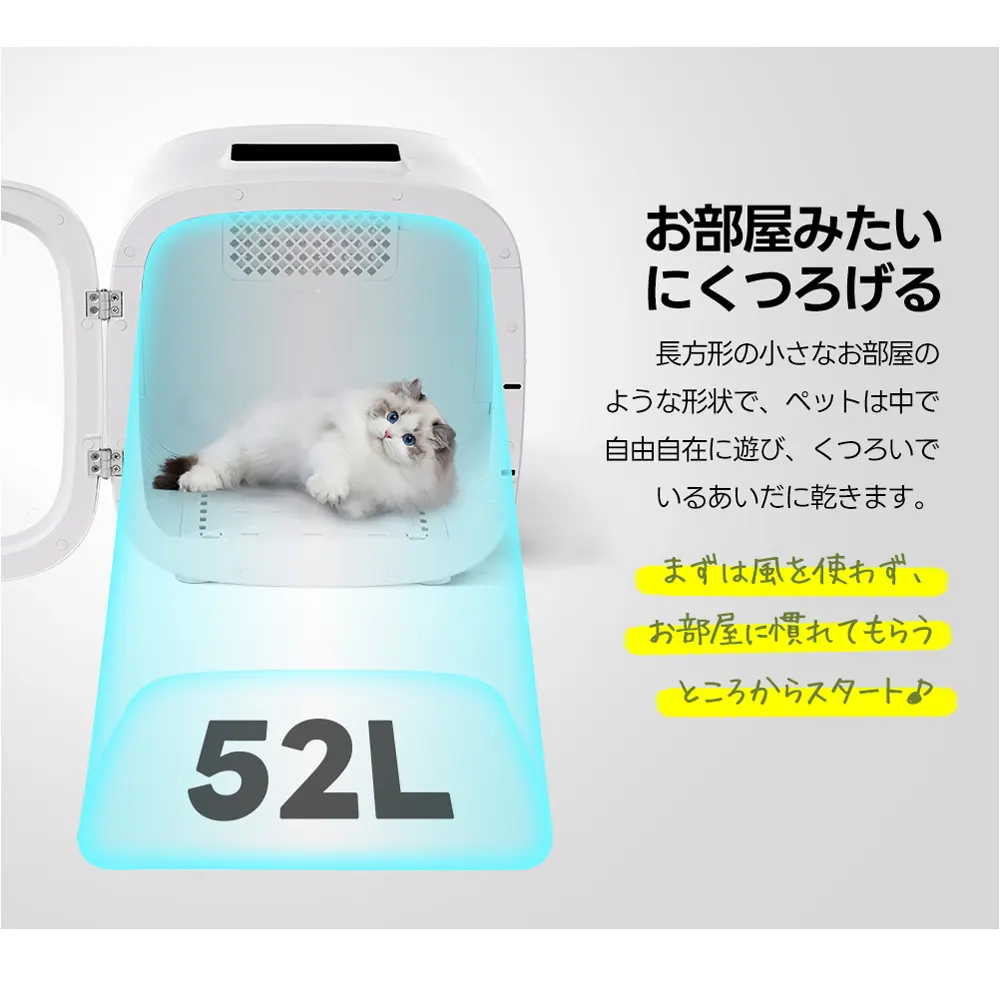 お部屋みたい
にくつろげる
長方形の小さなお部屋の
ような形状で、ペットは中で
自由自在に遊び、くつろいで
いるあいだに乾きます。
まずは風を使わず、
お部屋に慣れてもらう
ところからスタート♪
52L